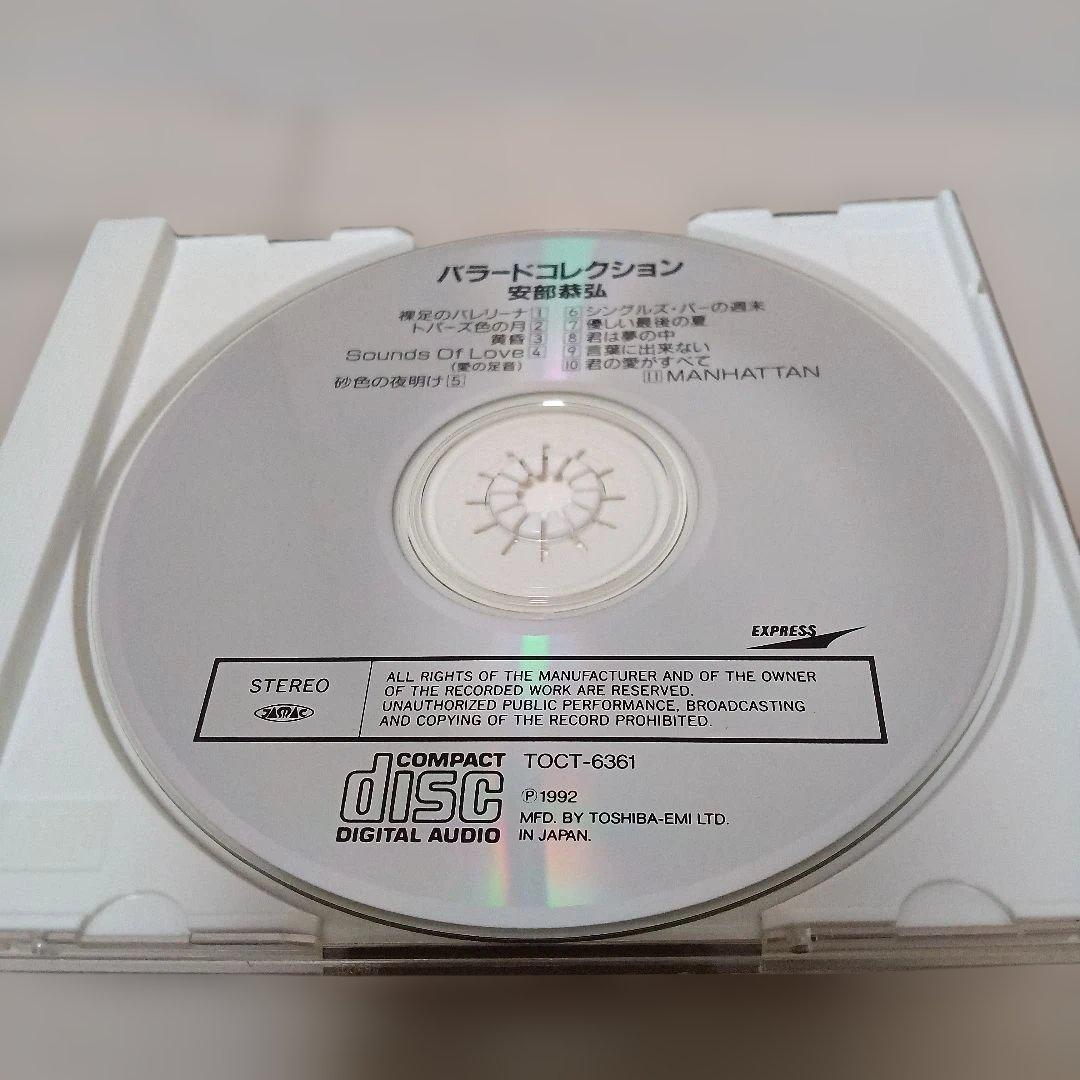 バラードコレクション
安部恭弘
裸足のバレリーナ 1
トパーズ色の月 2
黄昏 3
Sounds Of Love 4
(愛の足音)
砂色の夜明け 5
6 シングルズ・バーの週末
7 優しい最後の夏
8 君は夢の中
9 言葉に出来ない
10 君の愛がすべて
11 MANHATTAN
EXPRESS
STEREO
JASRAC
ALL RIGHTS OF THE MANUFACTURER AND OF THE OWNER
OF THE RECORDED WORK ARE RESERVED.
UNAUTHORIZED PUBLIC PERFORMANCE, BROADCASTING
AND COPYING OF THE RECORD PROHIBITED.
COMPACT
disc
DIGITAL AUDIO
TOCT-6361
Ⓟ1992
MFD. BY TOSHIBA-EMI LTD.
IN JAPAN.